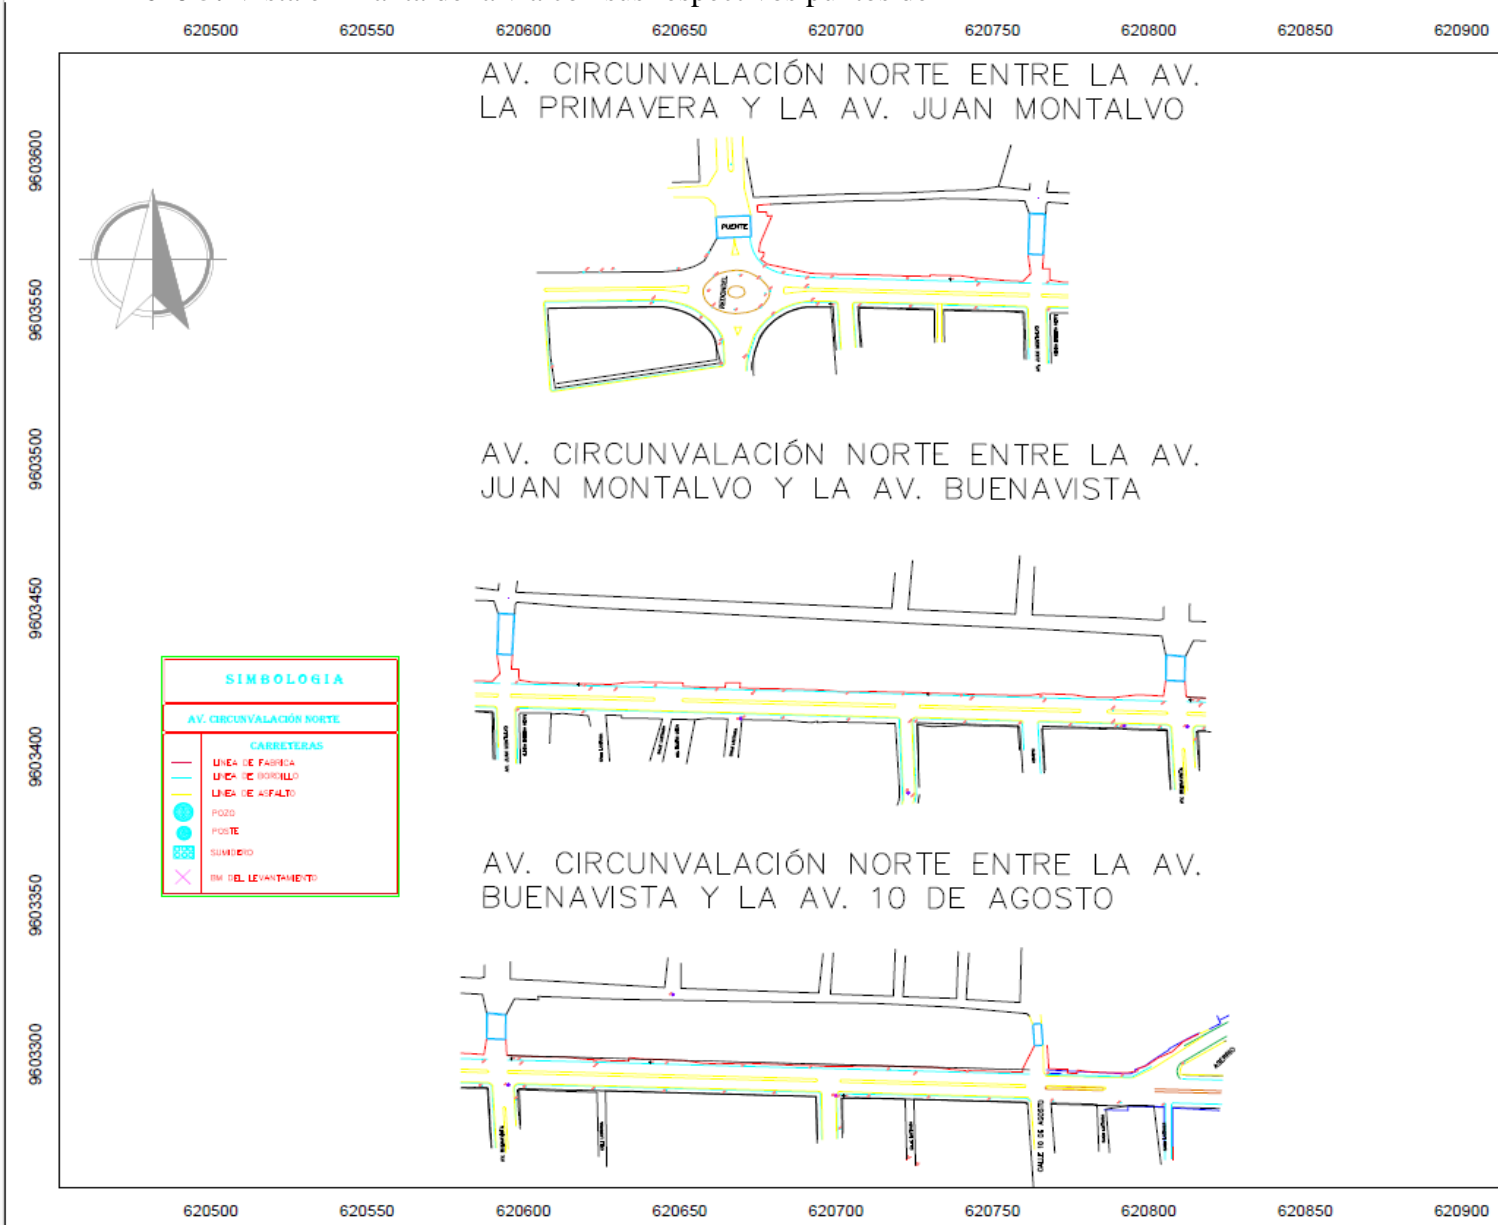 620500 620550 620600 620650 620700 620750 620800 620850 620900
AV. CIRCUNVALACIÓN NORTE ENTRE LA AV.
LA PRIMAVERA Y LA AV. JUAN MONTALVO
9603600
PUENTE
REDONDEL
9603550
9603500
AV. CIRCUNVALACIÓN NORTE ENTRE LA AV.
JUAN MONTALVO Y LA AV. BUENAVISTA
9603450
SIMBOLOGIA
AV. CIRCUNVALACIÓN NORTE
CARRETERAS
LINEA DE FABRICA
LINEA DE BORDILLO
LINEA DE ASFALTO
POZO
POSTE
SUMIDERO
BM DEL LEVANTAMIENTO
9603400
AV. CIRCUNVALACIÓN NORTE ENTRE LA AV.
BUENAVISTA Y LA AV. 10 DE AGOSTO
9603350
9603300
CALLE 10 DE AGOSTO
620500 620550 620600 620650 620700 620750 620800 620850 620900